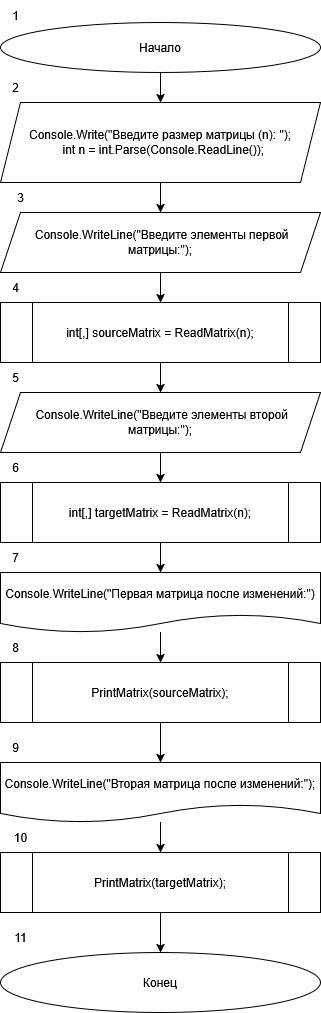 1
Начало
2
Console.Write("Введите размер матрицы (n): ");
int n = int.Parse(Console.ReadLine());
3
Console.WriteLine("Введите элементы первой
матрицы:");
4
int[,] sourceMatrix = ReadMatrix(n);
5
Console.WriteLine("Введите элементы второй
матрицы:");
6
int[,] targetMatrix = ReadMatrix(n);
7
Console.WriteLine("Первая матрица после изменений:")
8
PrintMatrix(sourceMatrix);
9
Console.WriteLine("Вторая матрица после изменений:");
10
PrintMatrix(targetMatrix);
11
Конец